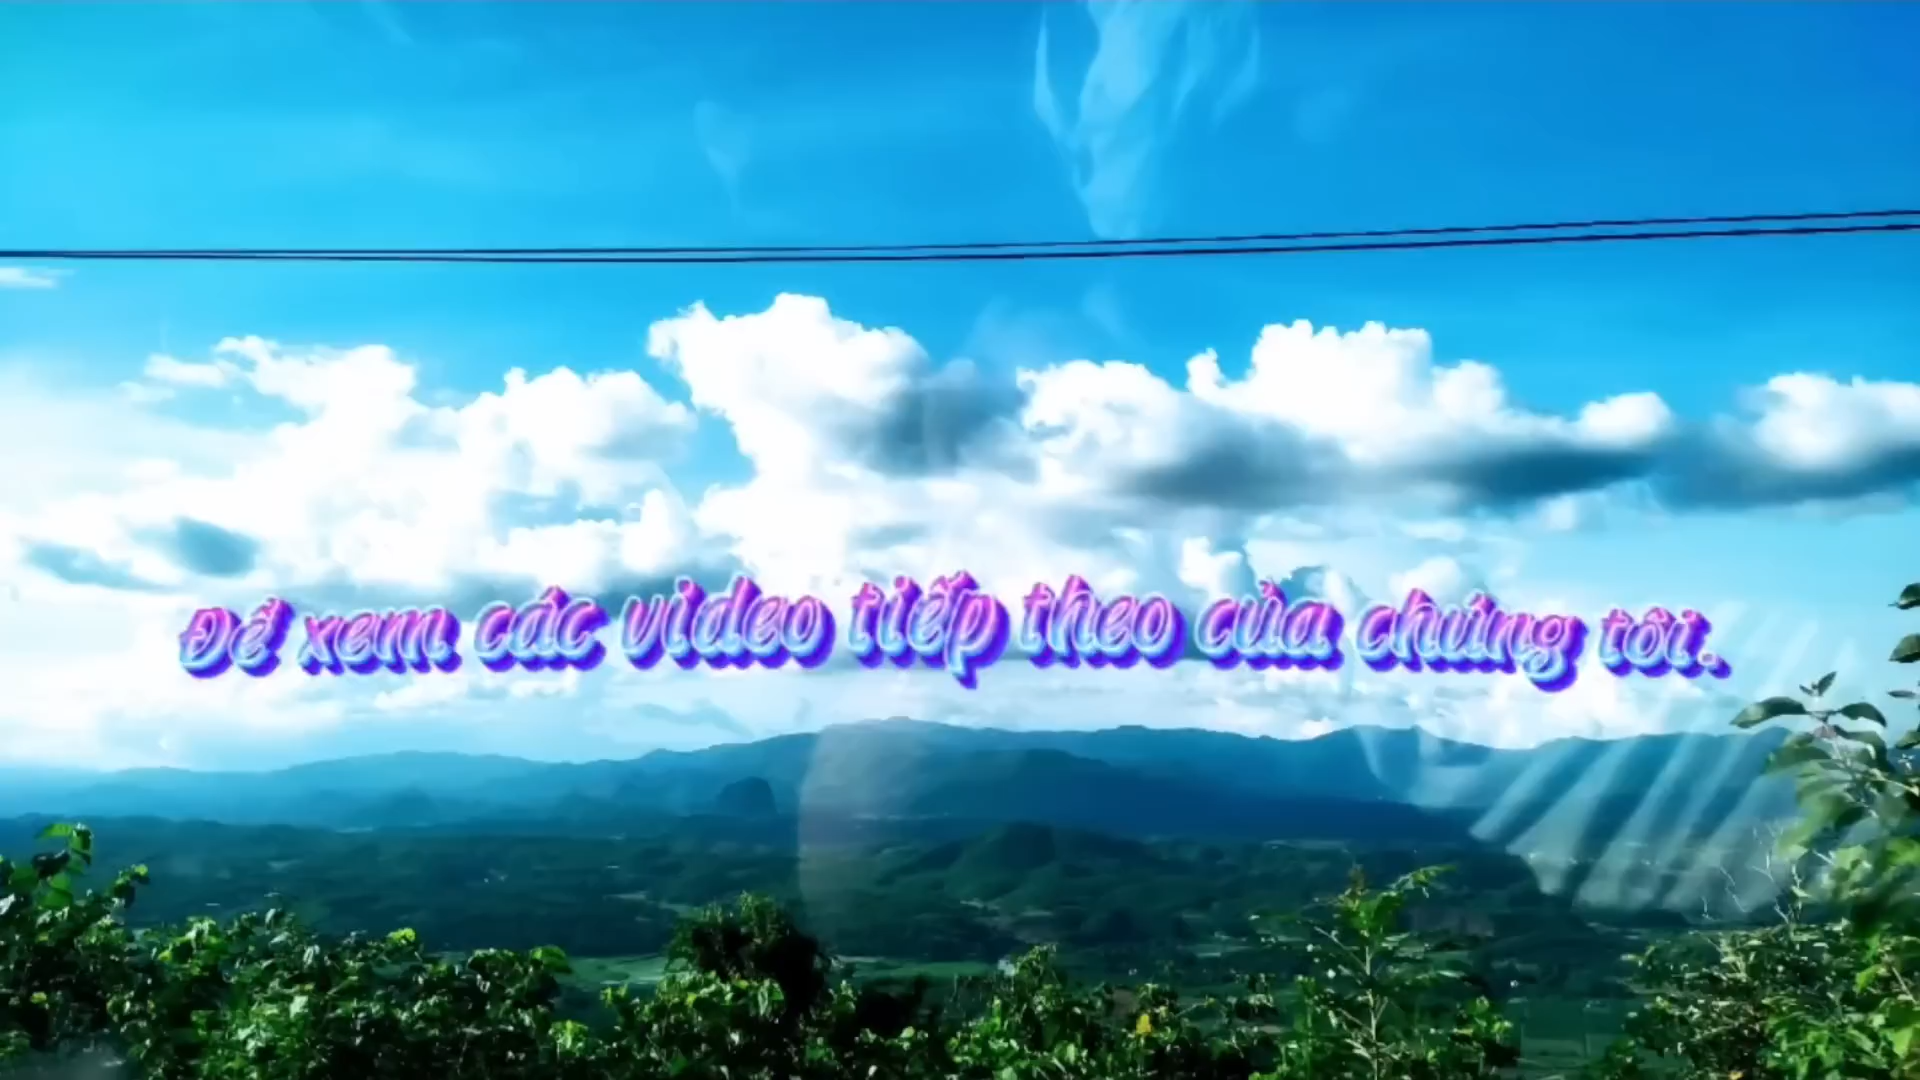 Để xem các video tiếp theo của chúng tôi.